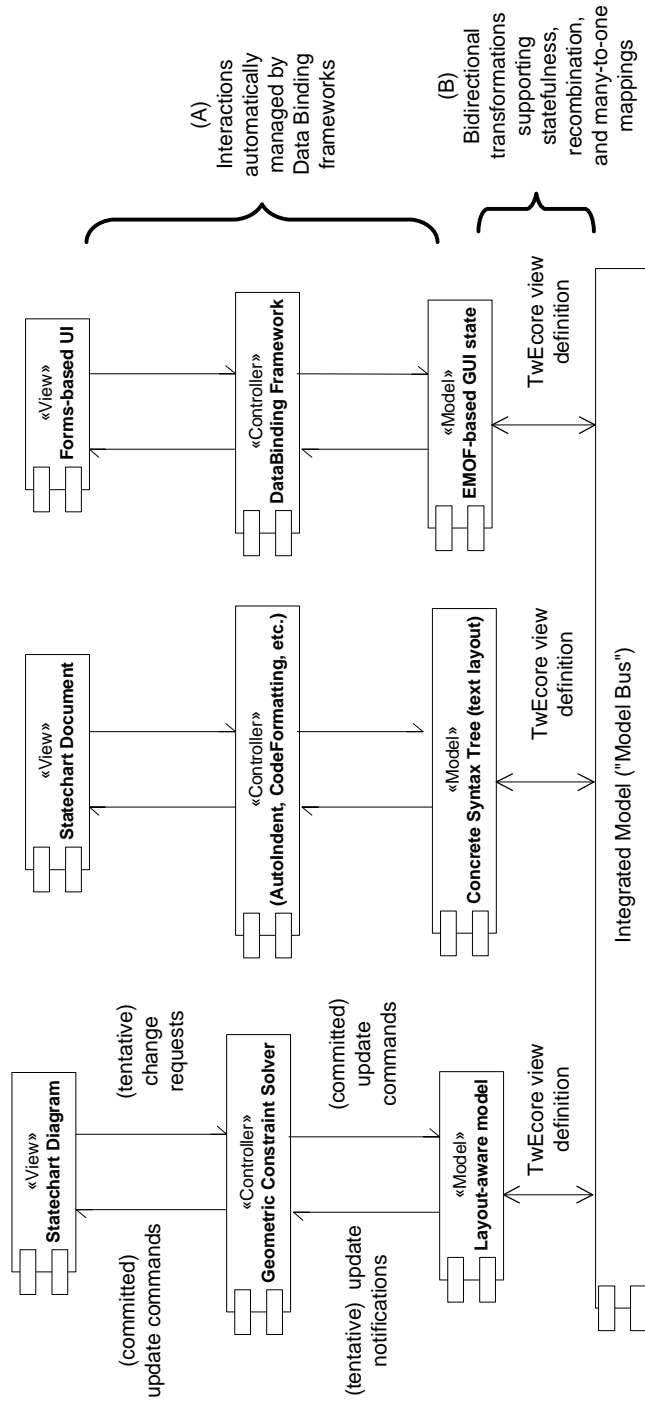 «View»
Statechart Diagram
«View»
Statechart Document
«View»
Forms-based UI
(committed)
update commands
(tentative)
change
requests
(A)
Interactions
automatically
managed by
Data Binding
frameworks
«Controller»
Geometric Constraint Solver
«Controller»
(AutoIndent, CodeFormatting, etc.)
«Controller»
DataBinding Framework
(tentative) update
notifications
(committed)
update
commands
«Model»
Layout-aware model
«Model»
Concrete Syntax Tree (text layout)
«Model»
EMOF-based GUI state
TwEcore view
definition
TwEcore view
definition
TwEcore view
definition
(B)
Bidirectional
transformations
supporting
statefulness,
recombination,
and many-to-one
mappings
Integrated Model ("Model Bus")